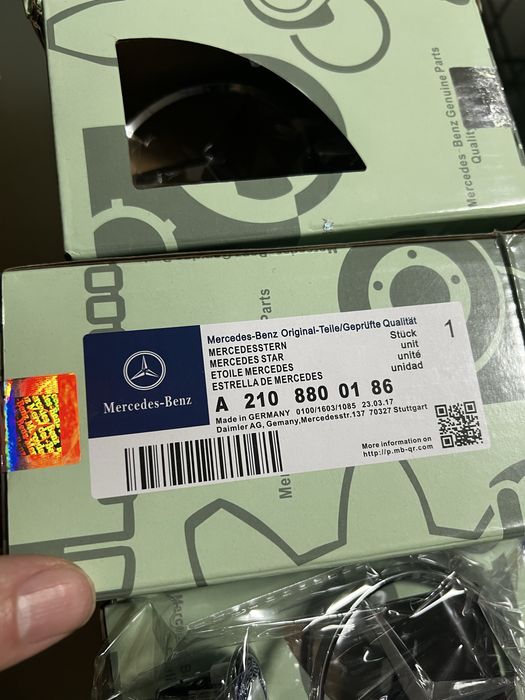 Mercedes Benz Genuine Parts
Mercedes-Benz
Mercedes-Benz Original-Teile/Geprüfte Qualität
MERCEDESSTERN
MERCEDES STAR
ETOILE MERCEDES
ESTRELLA DE MERCEDES
Stück
unit
unité
unidad
1
A 210 880 01 86
Made in GERMANY 0100/1603/1085 23.03.17
Daimler AG, Gemany,Mercedesstr.137 70327 Stuttgart
More information on
http://p.mb-qr.com
Parts